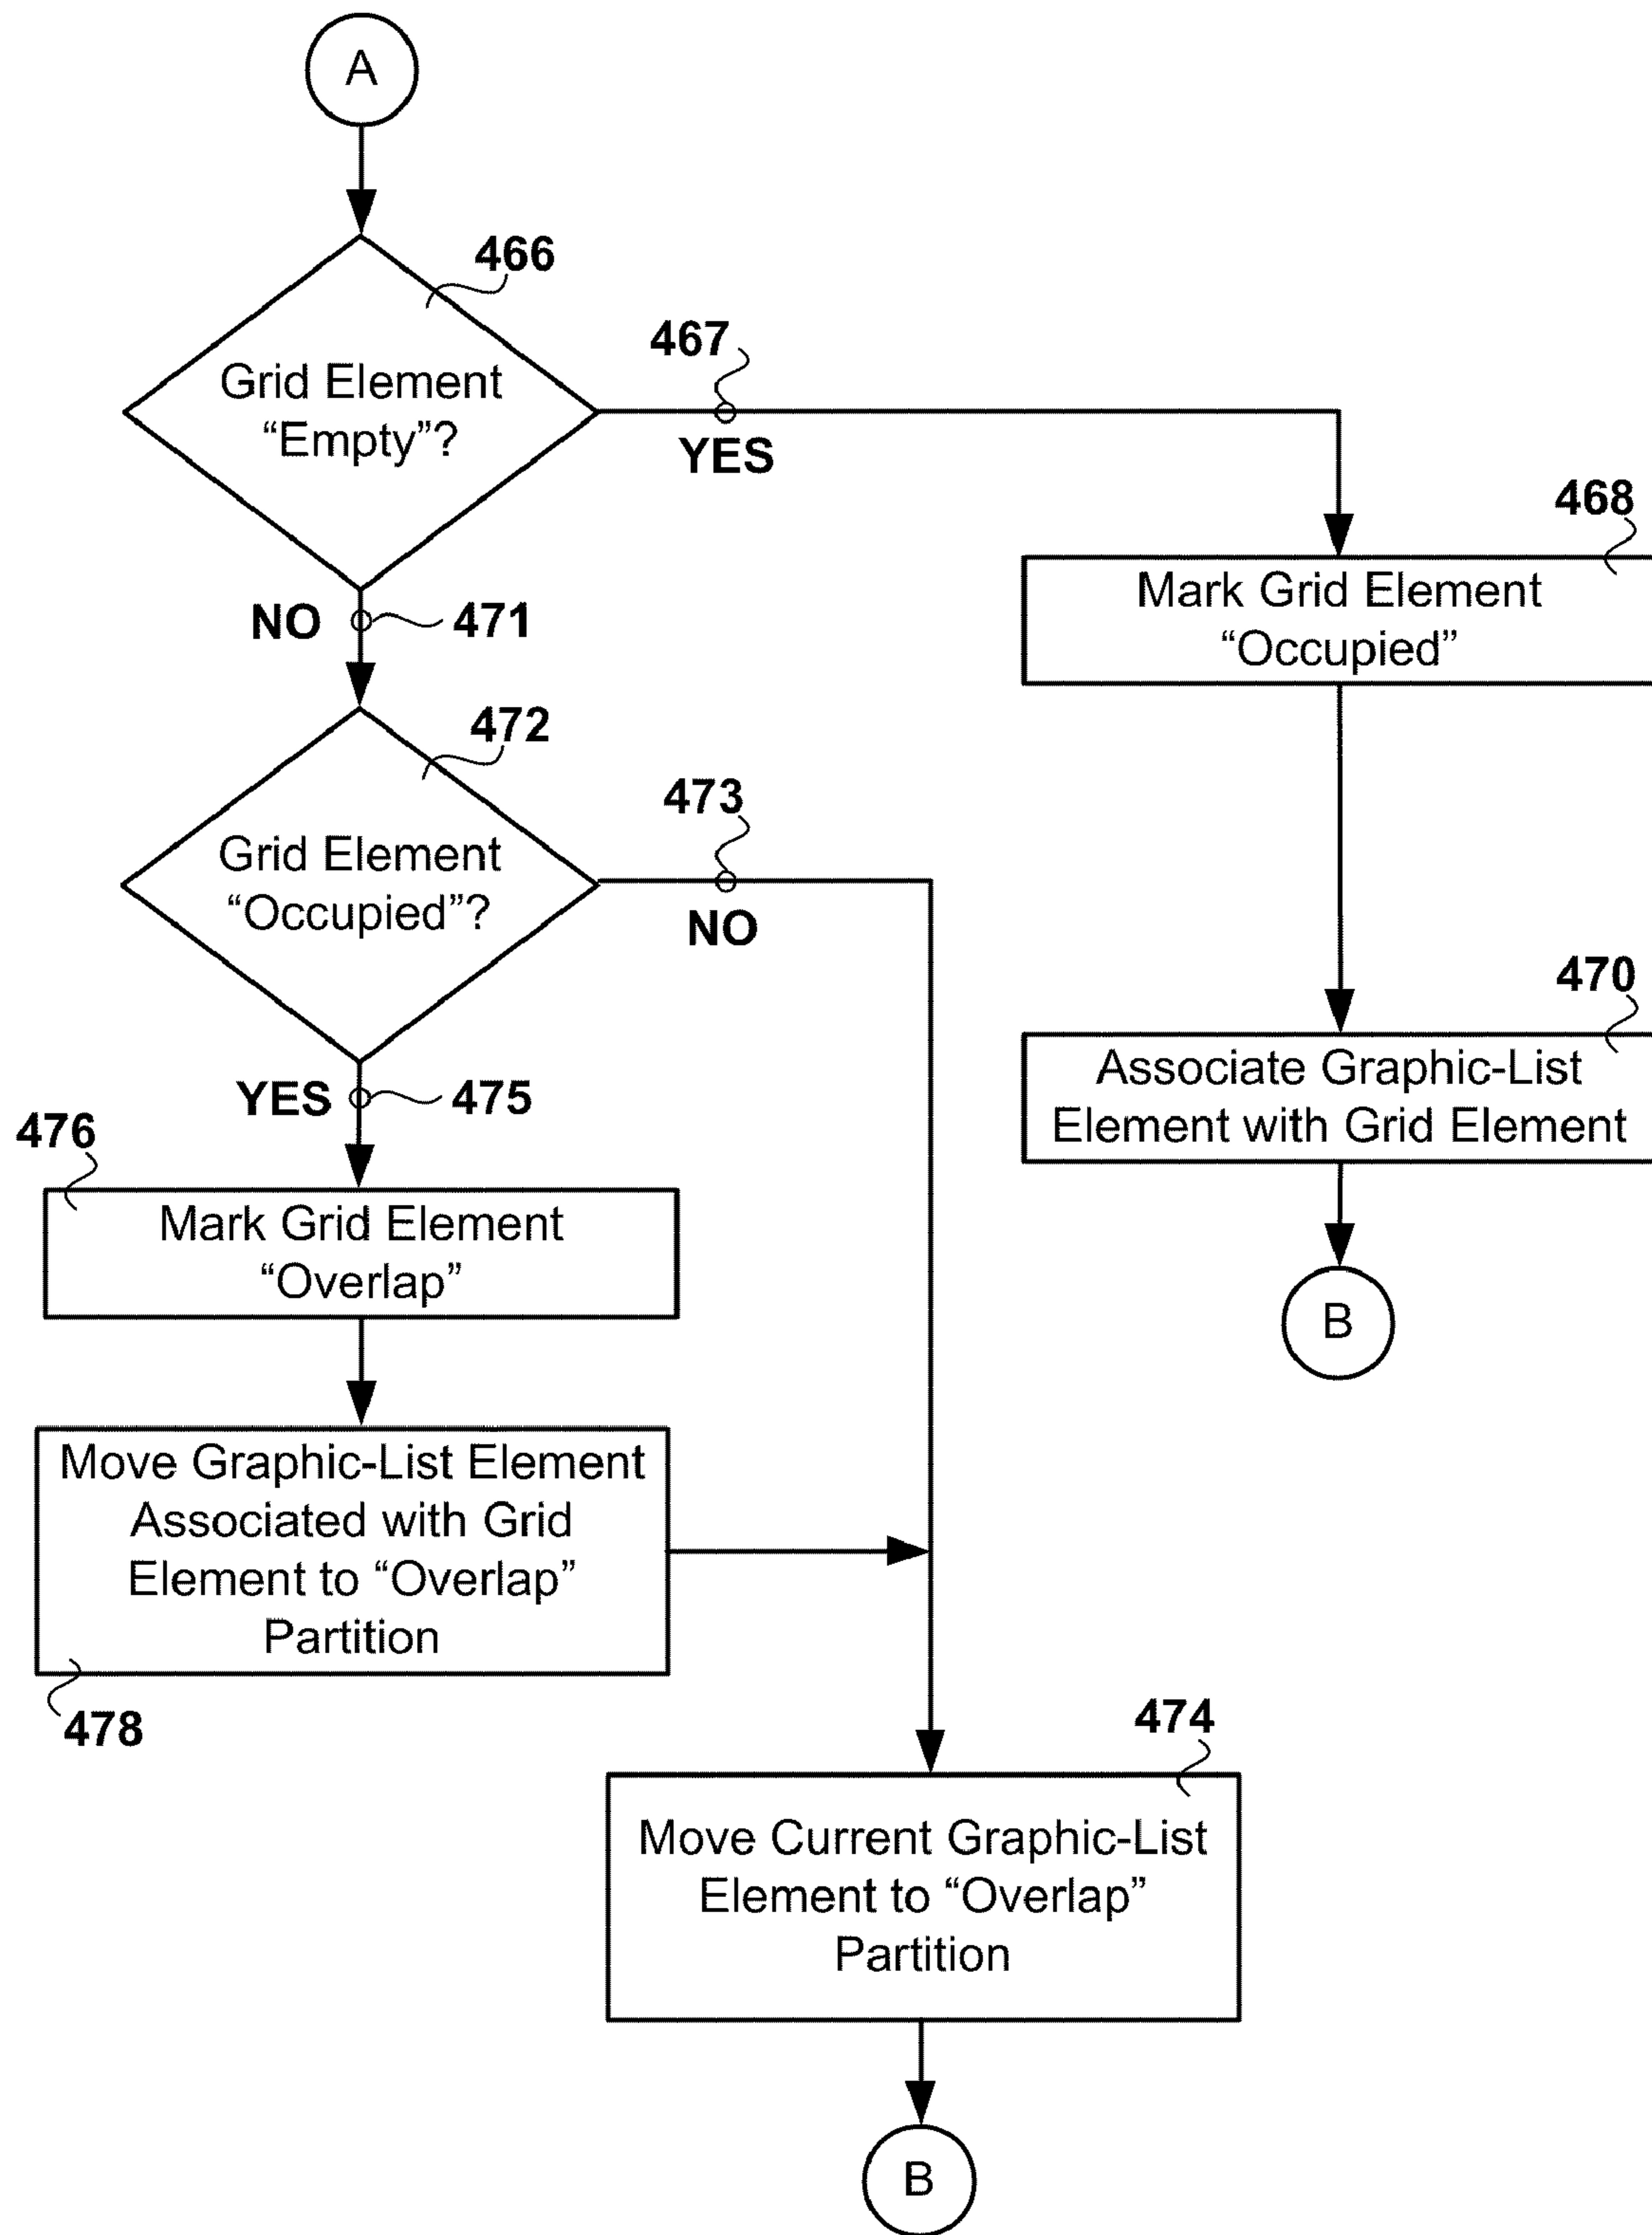 A
466
Grid Element
“Empty”?
467
YES
468
Mark Grid Element
“Occupied”
NO
471
472
Grid Element
“Occupied”?
473
NO
470
Associate Graphic-List
Element with Grid Element
B
YES
475
476
Mark Grid Element
“Overlap”
Move Graphic-List Element
Associated with Grid
Element to “Overlap”
Partition
478
474
Move Current Graphic-List
Element to “Overlap”
Partition
B